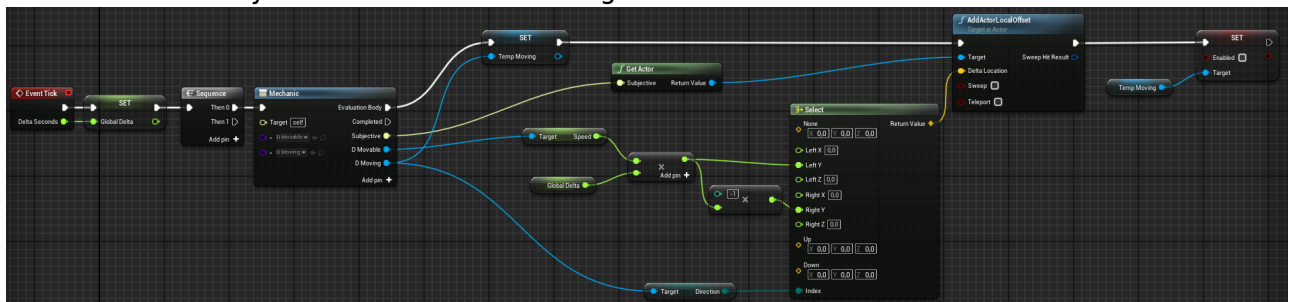 Event Tick
Delta Seconds
SET
Global Delta
Sequence
Then 0
Then 1
Add pin +
Mechanic
Evaluation Body
Target self
Completed
D Movable
Subjective
D Moving
D Movable
D Moving
Add pin +
SET
Temp Moving
f Get Actor
Subjective Return Value
Target Speed
Global Delta
×
Add pin +
-1 ×
Target Direction
Select
None
Return Value
X 0,0 Y 0,0 Z 0,0
Left X 0,0
Left Y
Left Z 0,0
Right X 0,0
Right Y
Right Z 0,0
Up
X 0,0 Y 0,0 Z 0,0
Down
X 0,0 Y 0,0 Z 0,0
Index
f AddActorLocalOffset
Target is Actor
Target Sweep Hit Result
Delta Location
Sweep
Teleport
Temp Moving
SET
Enabled
Target